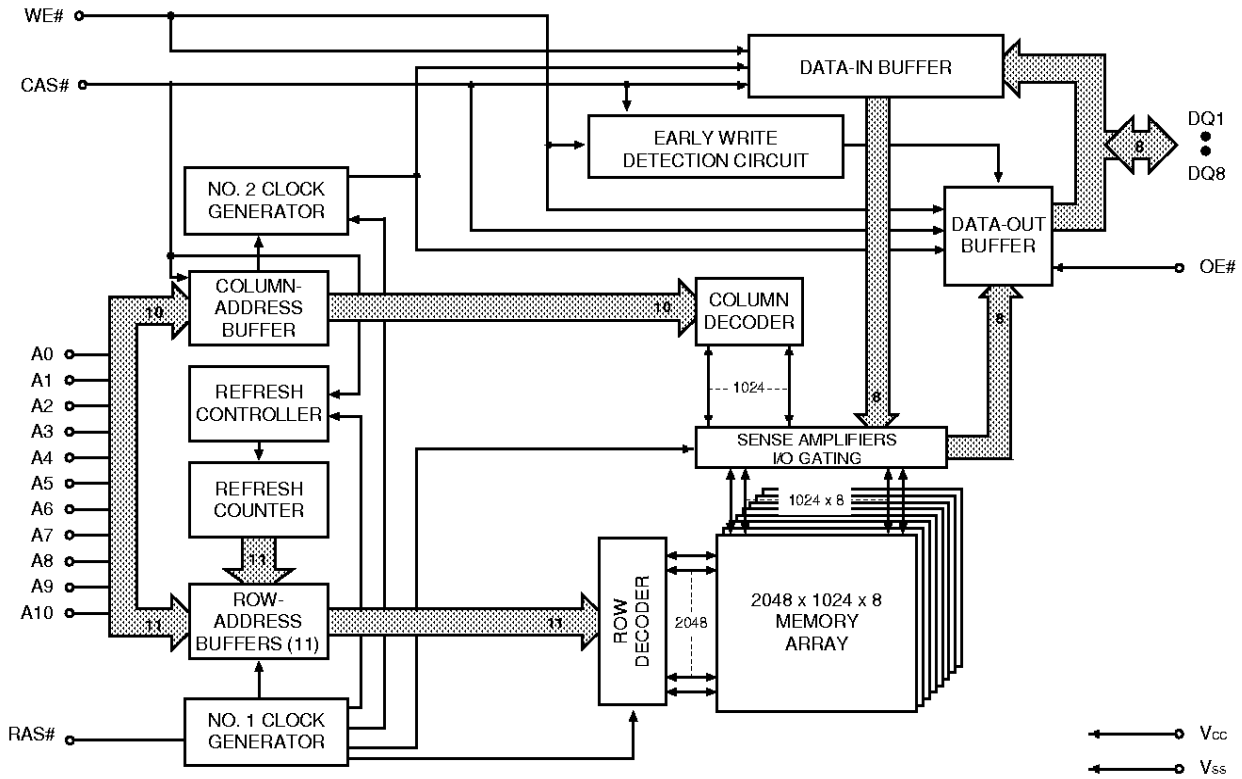 WE#
CAS#
DATA-IN BUFFER
DQ1
DQ8
8
EARLY WRITE
DETECTION CIRCUIT
NO. 2 CLOCK
GENERATOR
DATA-OUT
BUFFER
OE#
COLUMN-
ADDRESS
BUFFER
10
10
COLUMN
DECODER
8
8
1024
A0
A1
A2
A3
A4
A5
A6
A7
A8
A9
A10
REFRESH
CONTROLLER
REFRESH
COUNTER
11
SENSE AMPLIFIERS
I/O GATING
1024 x 8
ROW-
ADDRESS
BUFFERS (11)
11
11
ROW
DECODER
2048
2048 x 1024 x 8
MEMORY
ARRAY
RAS#
NO. 1 CLOCK
GENERATOR
Vcc
Vss